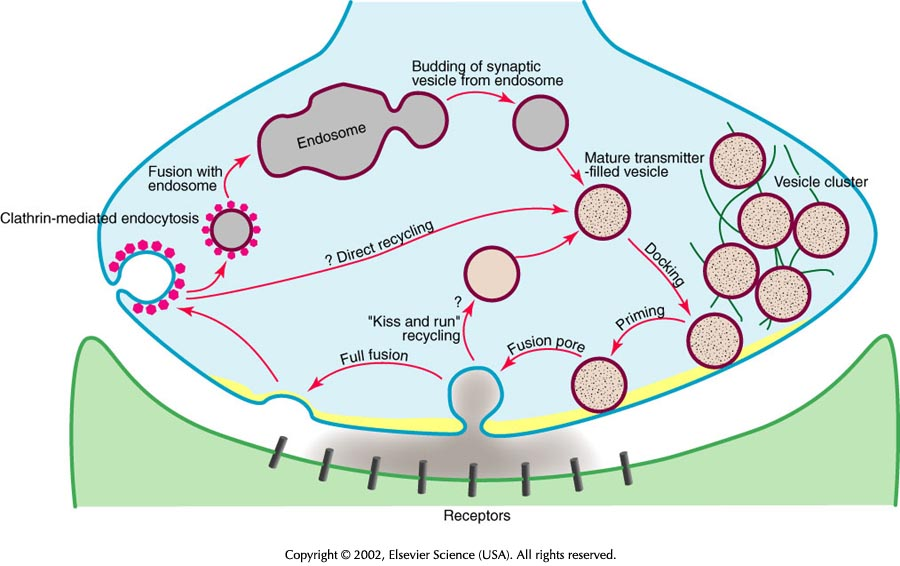 Budding of synaptic
vesicle from endosome
Endosome
Mature transmitter
-filled vesicle
Vesicle cluster
Fusion with
endosome
Clathrin-mediated endocytosis
? Direct recycling
Docking
?
"Kiss and run"
recycling
Priming
Fusion pore
Full fusion
Receptors
Copyright © 2002, Elsevier Science (USA). All rights reserved.